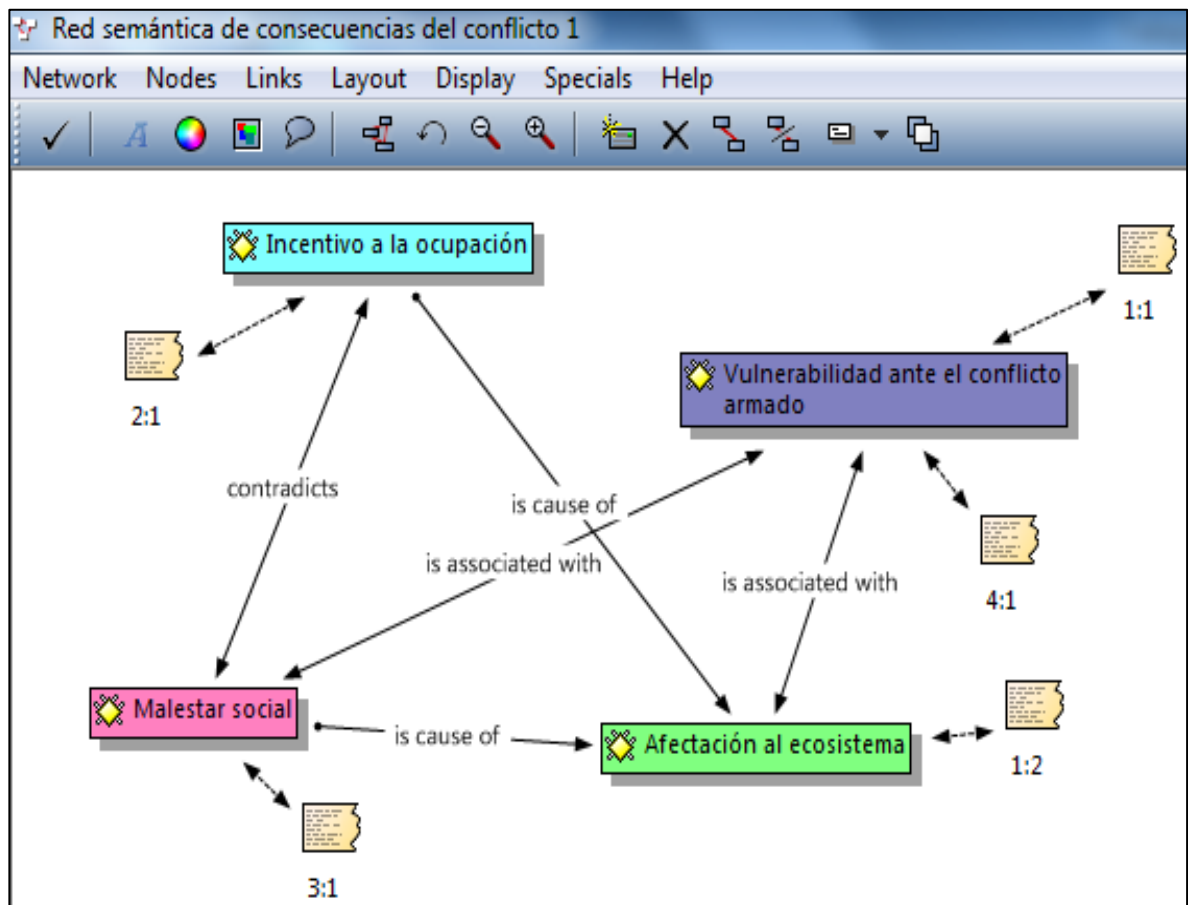 Red semántica de consecuencias del conflicto 1
Network Nodes Links Layout Display Specials Help
A
Incentivo a la ocupación
1:1
2:1
Vulnerabilidad ante el conflicto
armado
contradicts
is cause of
is associated with
is associated with
4:1
Malestar social
is cause of
Afectación al ecosistema
1:2
3:1